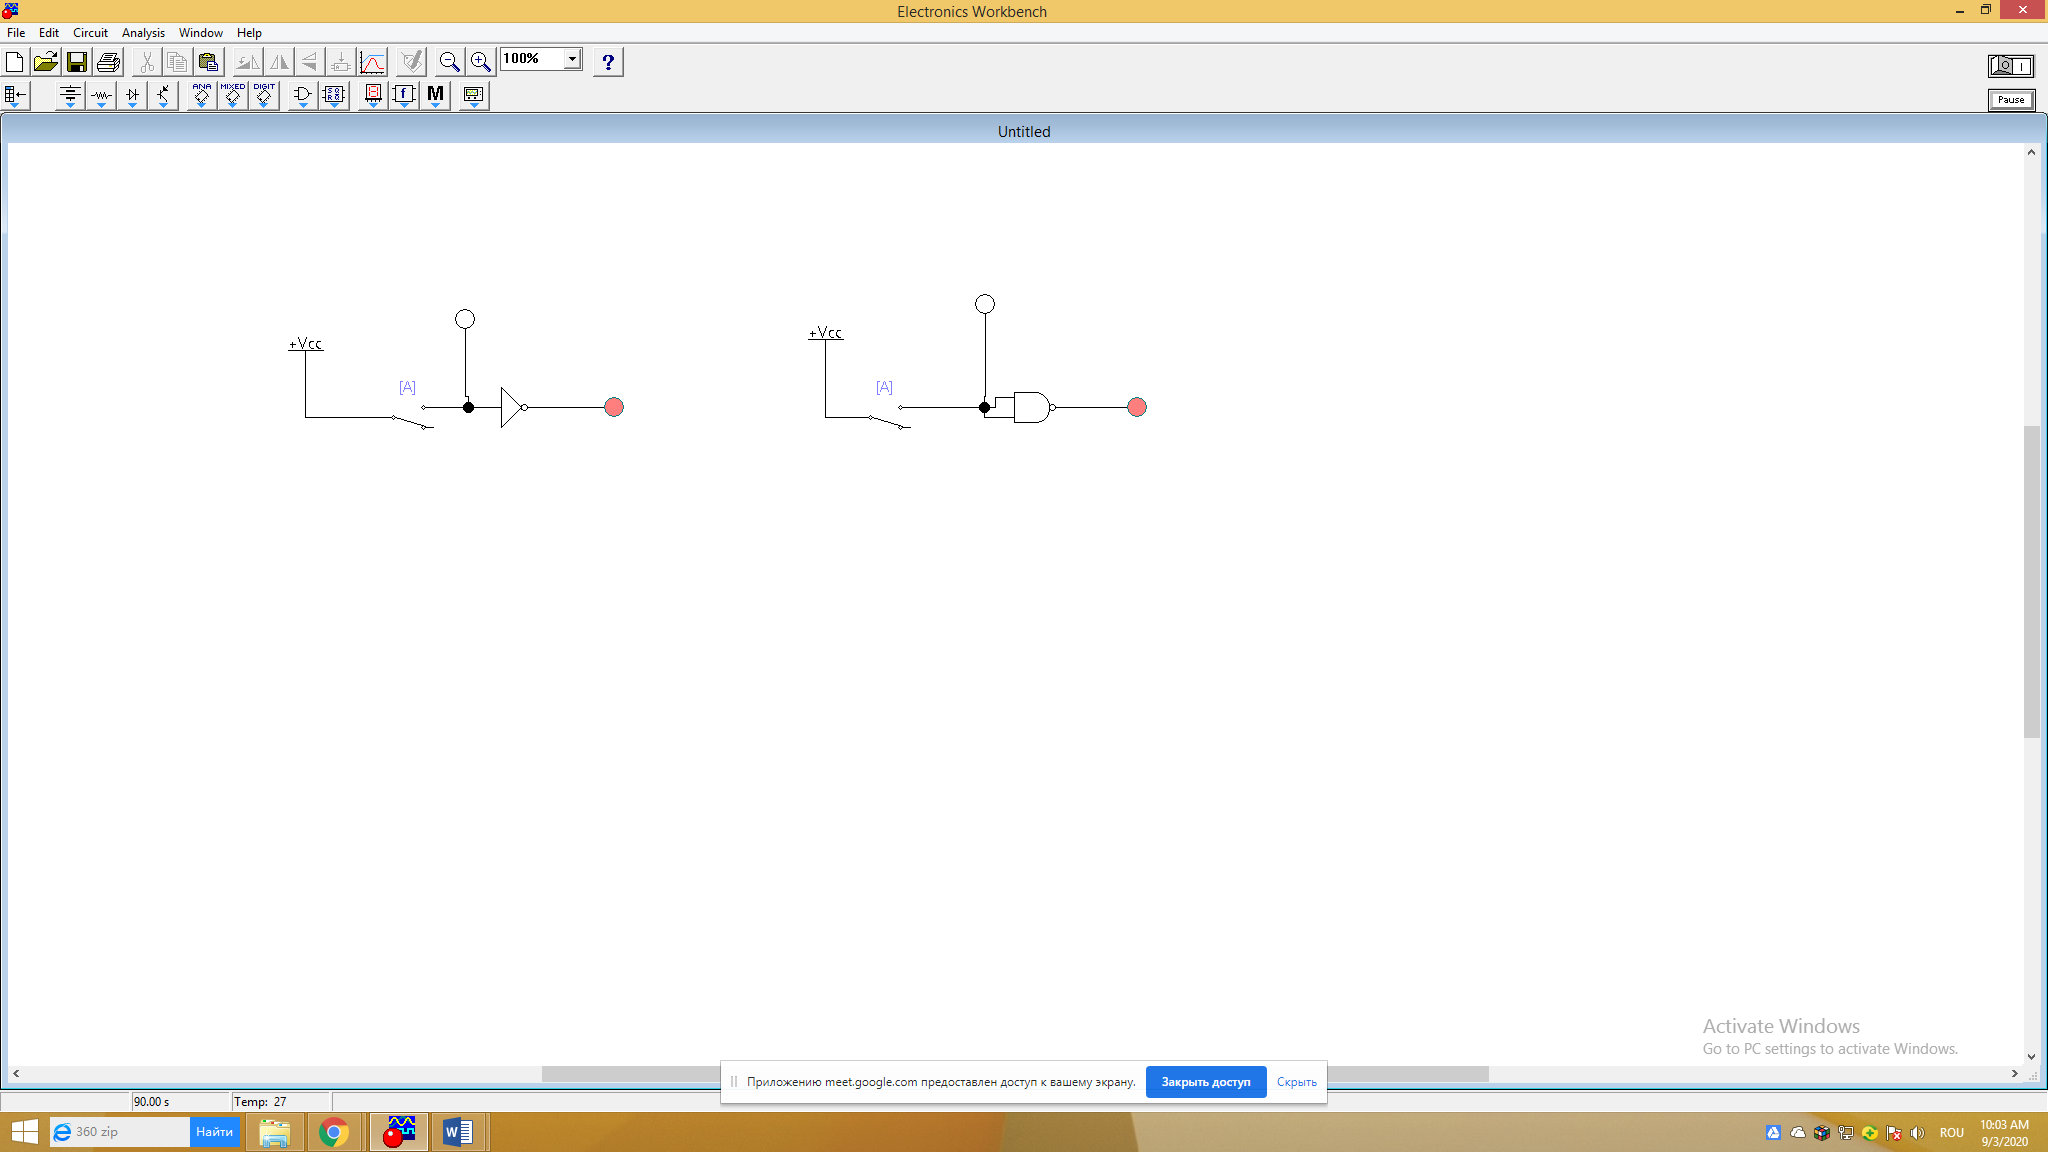 Electronics Workbench
File Edit Circuit Analysis Window Help
100% ?
ANA MIXED DIGIT
M
Pause
Untitled
+Vcc
[A]
+Vcc
[A]
Activate Windows
Go to PC settings to activate Windows.
Приложению meet.google.com предоставлен доступ к вашему экрану. Закрыть доступ Скрыть
90.00 s Temp: 27
360 zip Найти
ROU
10:03 AM
9/3/2020